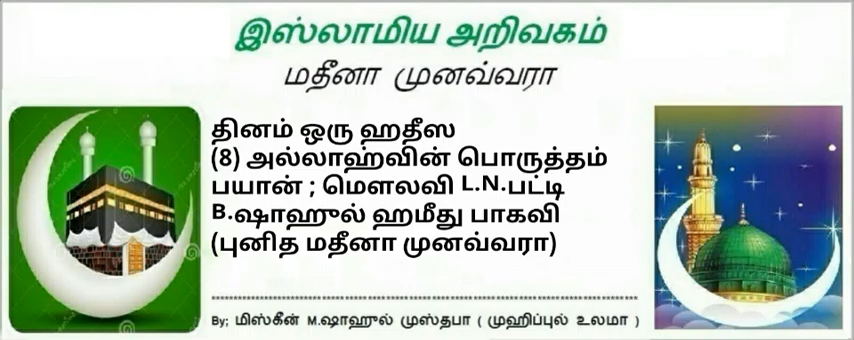 இஸ்லாமிய அறிவகம்
மதீனா முனவ்வரா
தினம் ஒரு ஹதீஸ
(8) அல்லாஹ்வின் பொருத்தம்
பயான் ; மௌலவி L.N.பட்டி
B.ஷாஹுல் ஹமீது பாகவி
(புனித மதீனா முனவ்வரா)
By; மிஸ்கீன் M.ஷாஹுல் முஸ்தபா ( முஹிப்புல் உலமா )